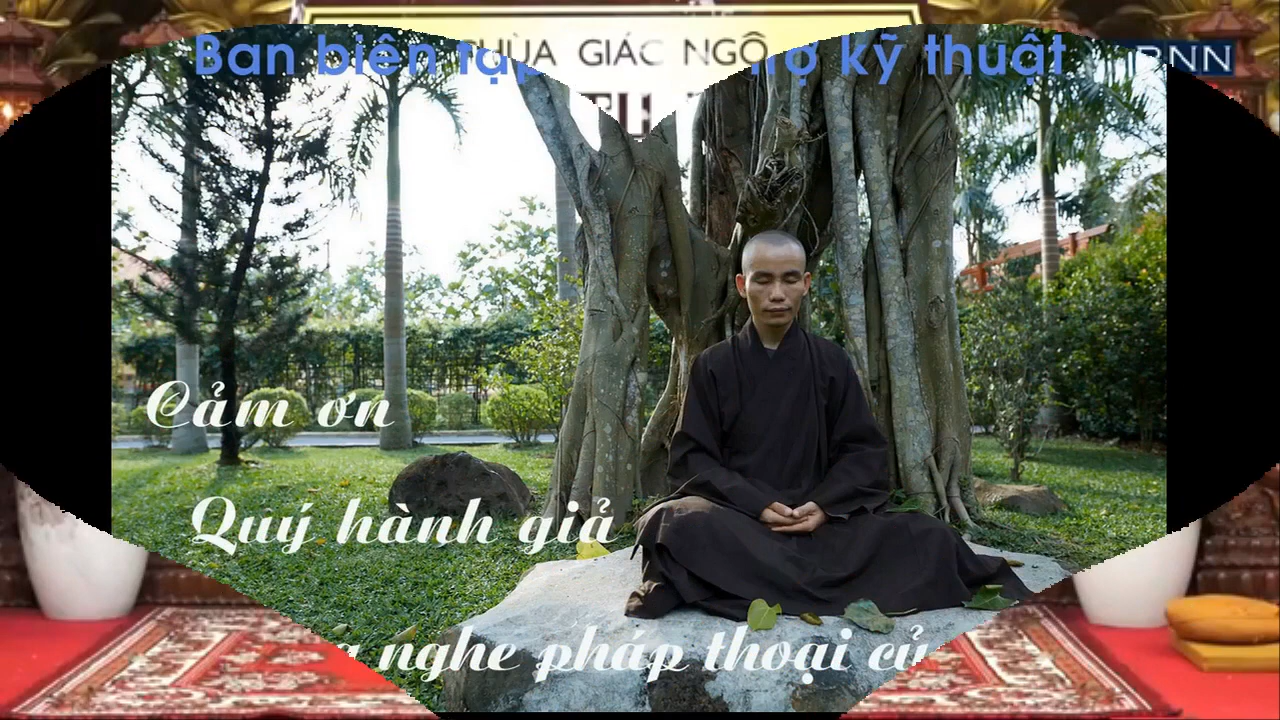 Ban biên tập
CHÙA GIÁC NGỘ
kỹ thuật
BNN
Cảm ơn
Quý hành giả
nghe pháp thoại